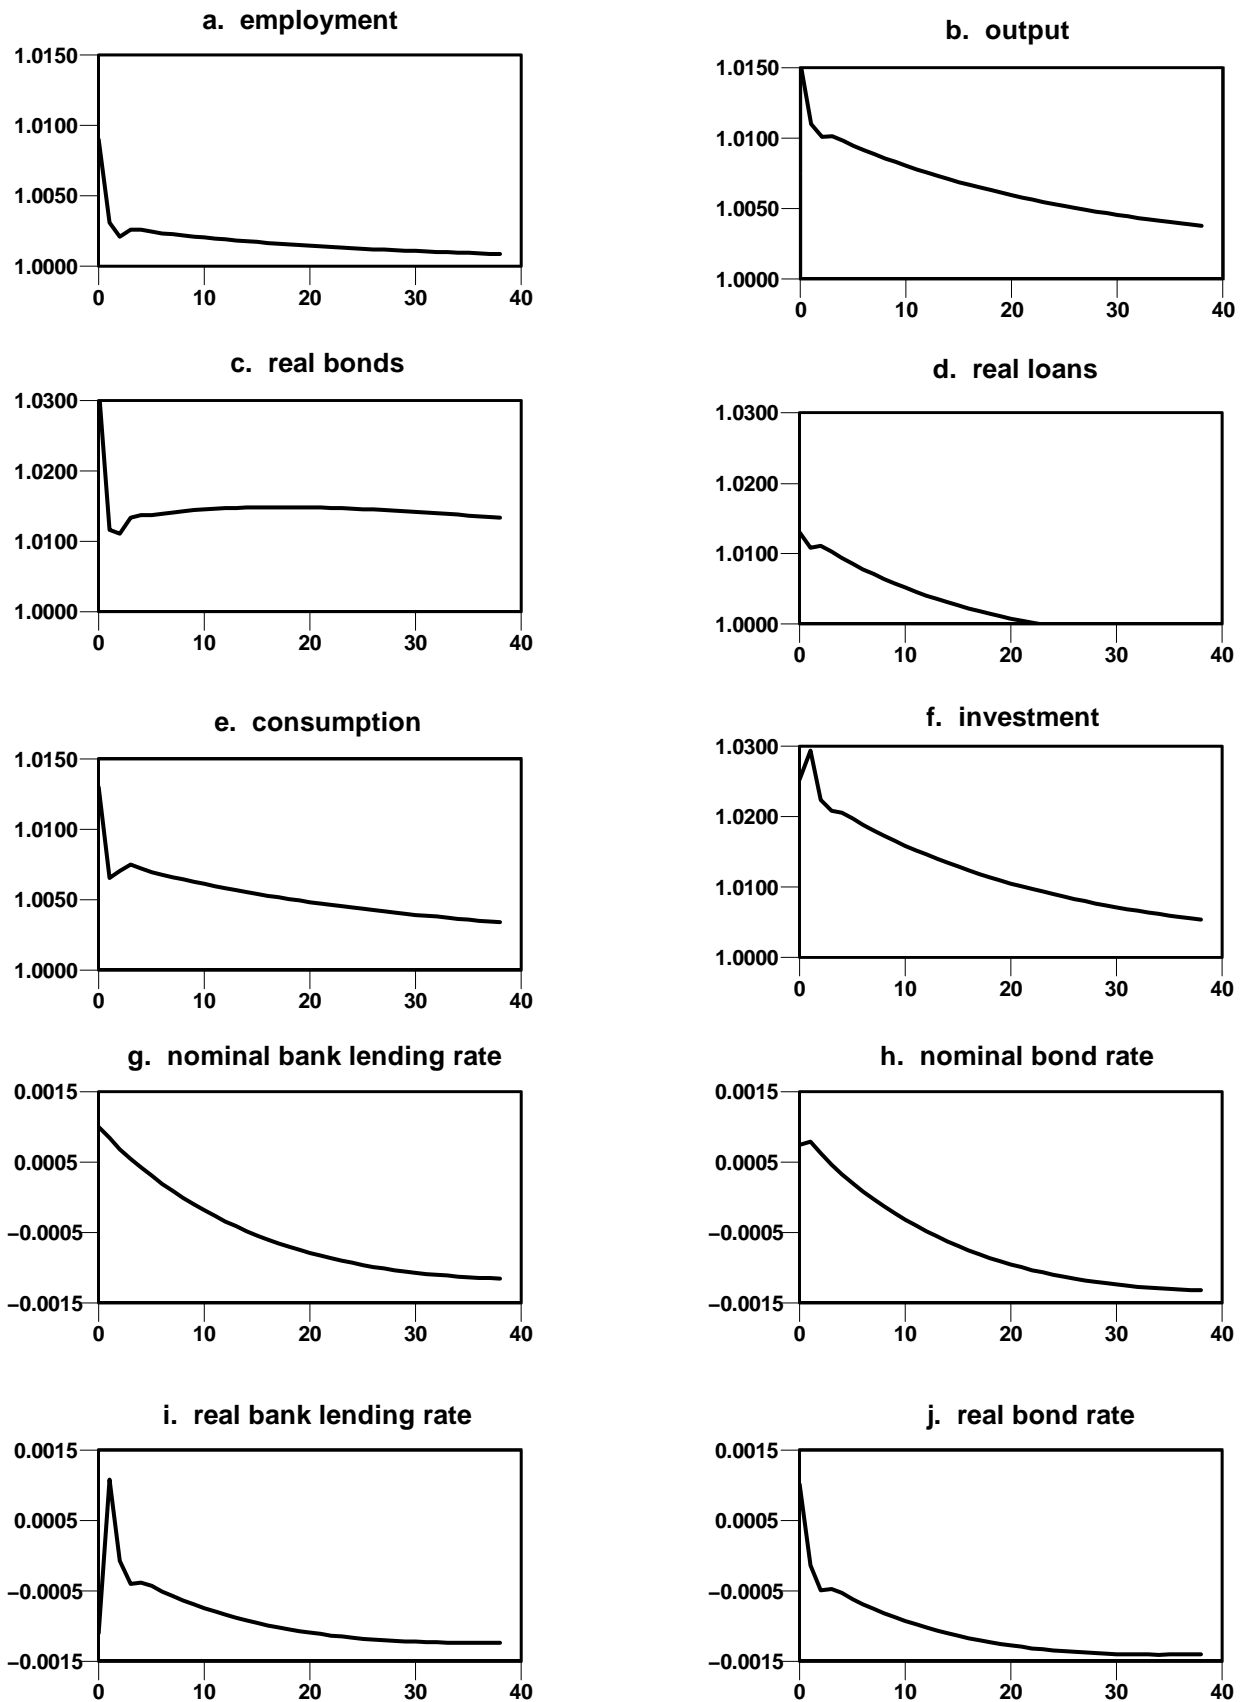 a. employment
1.0150
1.0100
1.0050
1.0000
0 10 20 30 40
b. output
1.0150
1.0100
1.0050
1.0000
0 10 20 30 40
c. real bonds
1.0300
1.0200
1.0100
1.0000
0 10 20 30 40
d. real loans
1.0300
1.0200
1.0100
1.0000
0 10 20 30 40
e. consumption
1.0150
1.0100
1.0050
1.0000
0 10 20 30 40
f. investment
1.0300
1.0200
1.0100
1.0000
0 10 20 30 40
g. nominal bank lending rate
0.0015
0.0005
−0.0005
−0.0015
0 10 20 30 40
h. nominal bond rate
0.0015
0.0005
−0.0005
−0.0015
0 10 20 30 40
i. real bank lending rate
0.0015
0.0005
−0.0005
−0.0015
0 10 20 30 40
j. real bond rate
0.0015
0.0005
−0.0005
−0.0015
0 10 20 30 40